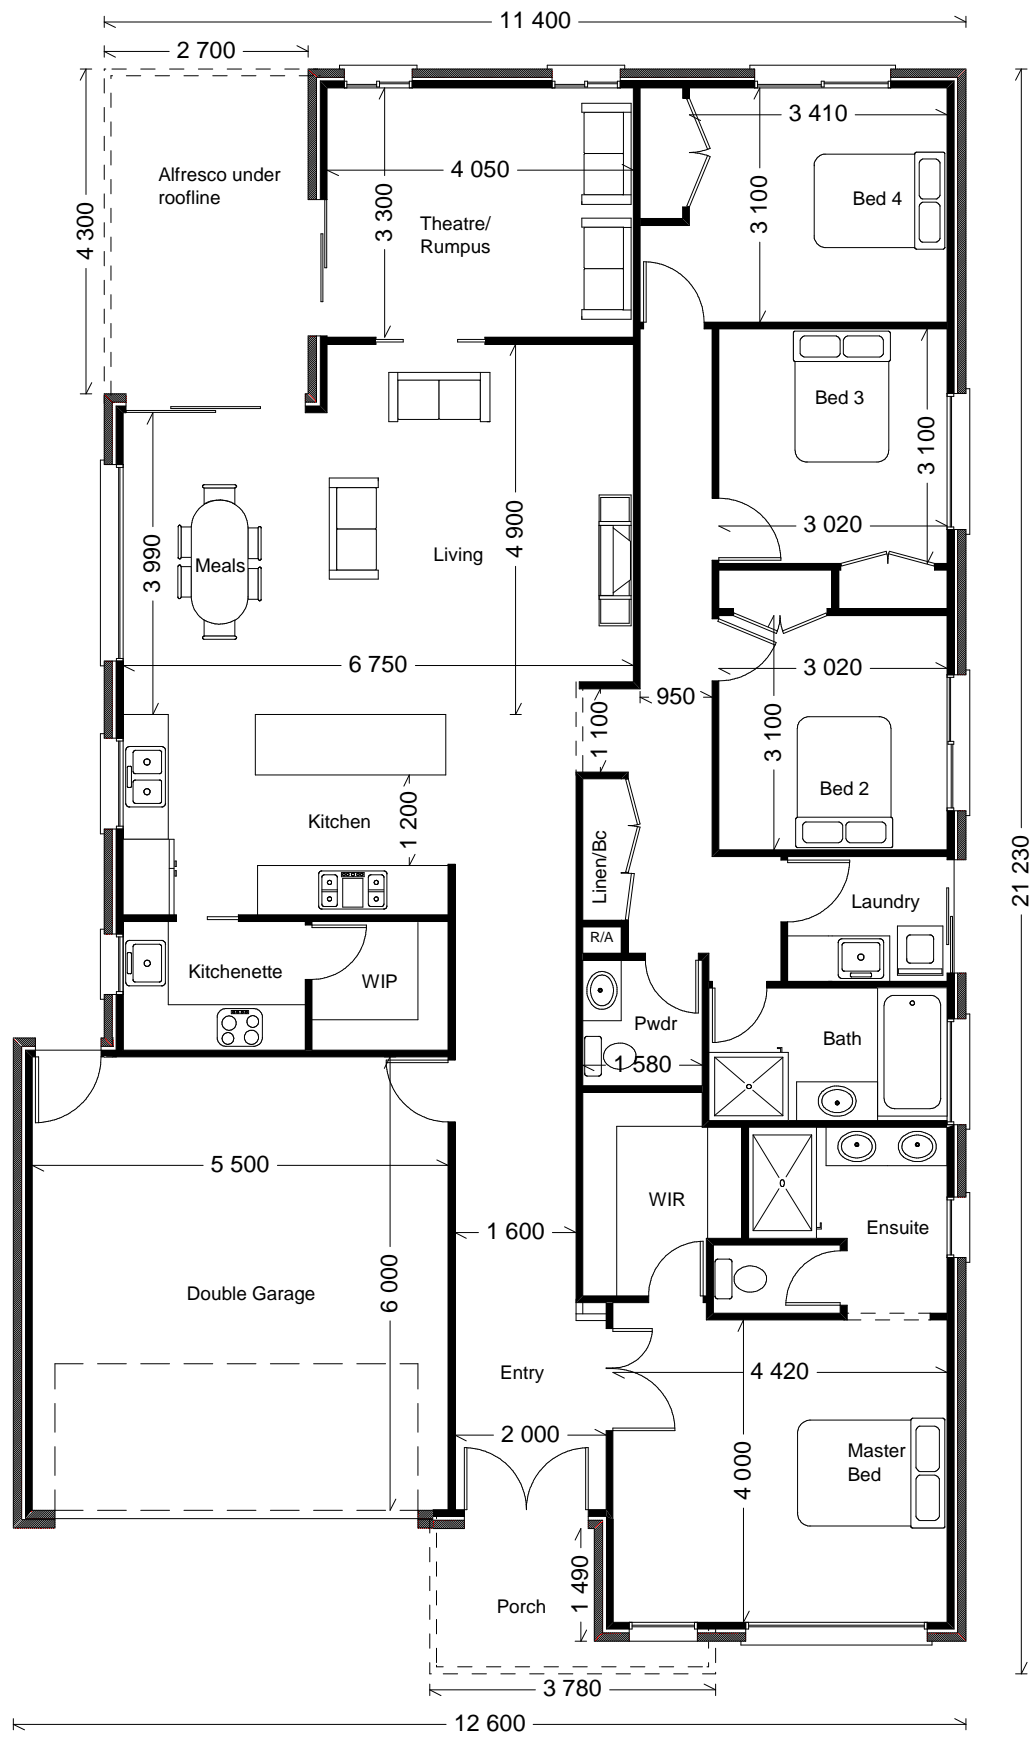 11 400
2 700
Alfresco under
roofline
4 300
4 050
3 300
Theatre/
Rumpus
3 410
3 100
Bed 4
Bed 3
3 100
3 020
3 990
Meals
Living
4 900
6 750
950
1 100
3 020
3 100
Bed 2
Kitchen
1 200
Linen/Bc
Laundry
21 230
R/A
Kitchenette
WIP
Pwdr
1 580
Bath
5 500
WIR
1 600
Ensuite
6 000
Double Garage
Entry
4 420
2 000
4 000
Master
Bed
1 490
Porch
3 780
12 600